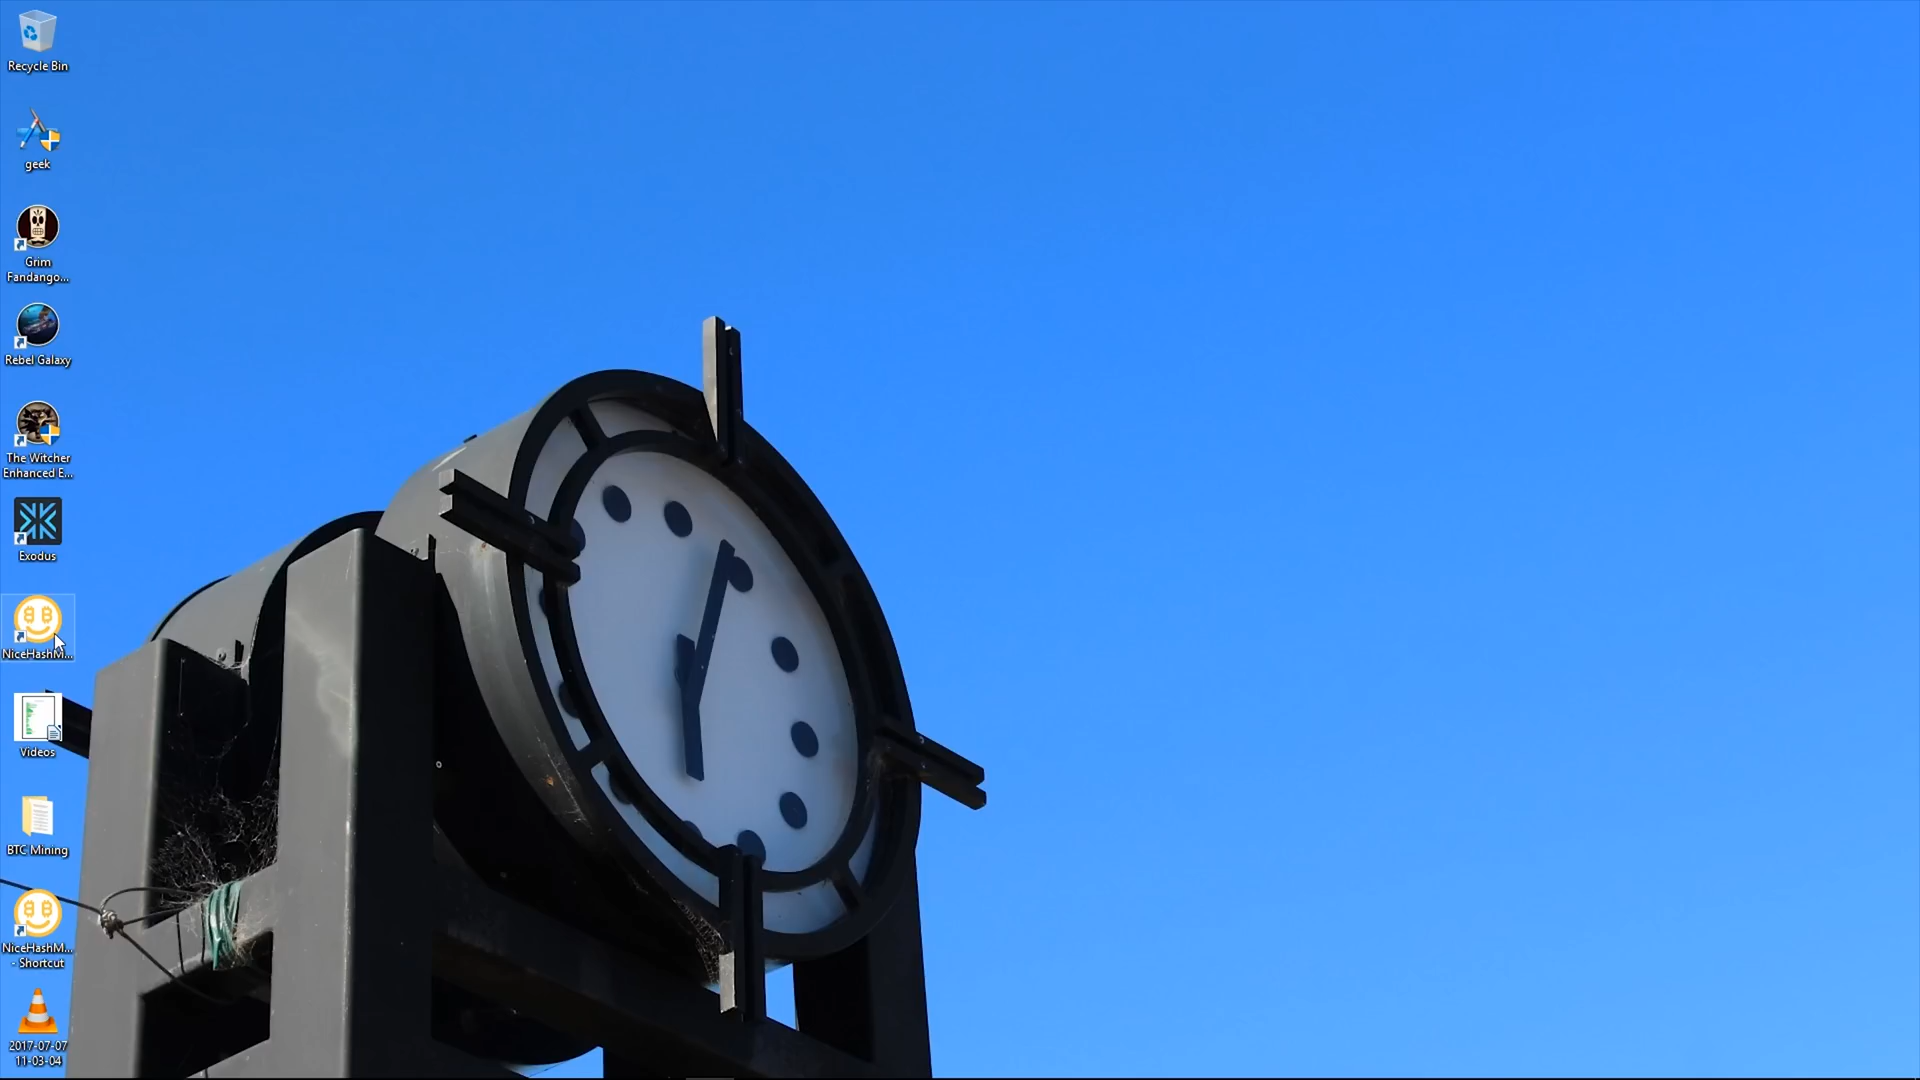 Recycle Bin
geek
Grim
Fandango...
Rebel Galaxy
The Witcher
Enhanced E...
Exodus
NiceHashM...
Videos
BTC Mining
NiceHashM...
- Shortcut
2017-07-07
11-03-04